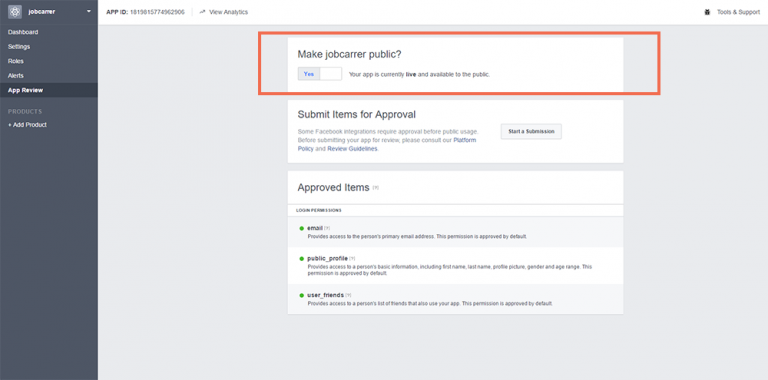 jobcarrer
APP ID: 1819815774962906
View Analytics
Tools & Support
Dashboard
Settings
Roles
Alerts
App Review
PRODUCTS
+ Add Product
Make jobcarrer public?
Yes
Your app is currently live and available to the public.
Submit Items for Approval
Some Facebook integrations require approval before public usage.
Before submitting your app for review, please consult our Platform
Policy and Review Guidelines.
Start a Submission
Approved Items [?]
LOGIN PERMISSIONS
email [?]
Provides access to the person's primary email address. This permission is approved by default.
public_profile [?]
Provides access to a person's basic information, including first name, last name, profile picture, gender and age range. This
permission is approved by default.
user_friends [?]
Provides access to a person's list of friends that also use your app. This permission is approved by default.